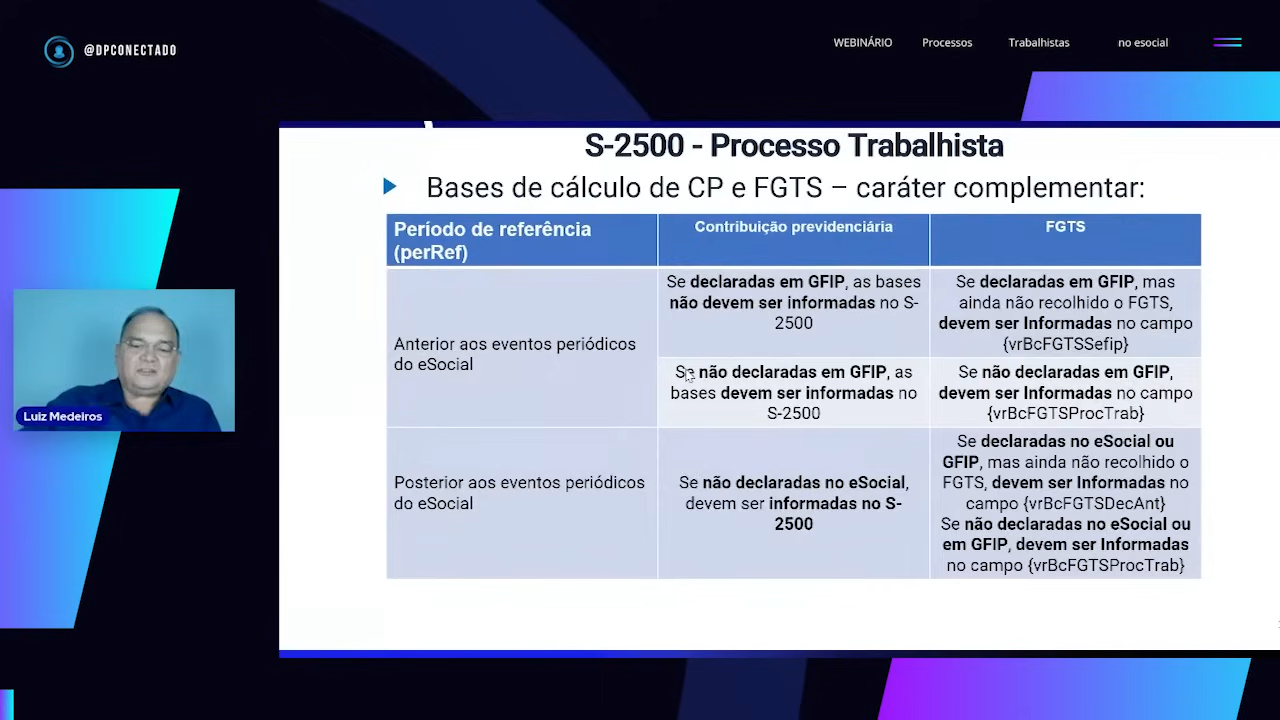 @DPCONECTADO
WEBINÁRIO Processos Trabalhistas no esocial
S-2500 - Processo Trabalhista
Bases de cálculo de CP e FGTS – caráter complementar:
Período de referência
(perRef)
Contribuição previdenciária
FGTS
Anterior aos eventos periódicos
do eSocial
Se declaradas em GFIP, as bases
não devem ser informadas no S-
2500
Se declaradas em GFIP, mas
ainda não recolhido o FGTS,
devem ser Informadas no campo
{vrBcFGTSSefip}
Se não declaradas em GFIP, as
bases devem ser informadas no
S-2500
Se não declaradas em GFIP,
devem ser Informadas no campo
{vrBcFGTSProcTrab}
Posterior aos eventos periódicos
do eSocial
Se não declaradas no eSocial,
devem ser informadas no S-
2500
Se declaradas no eSocial ou
GFIP, mas ainda não recolhido o
FGTS, devem ser Informadas no
campo {vrBcFGTSDecAnt}
Se não declaradas no eSocial ou
em GFIP, devem ser Informadas
no campo {vrBcFGTSProcTrab}
Luiz Medeiros